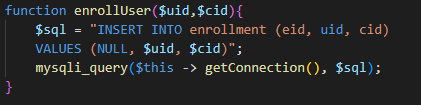 function enrollUser($uid,$cid){
$sql = "INSERT INTO enrollment (eid, uid, cid)
VALUES (NULL, $uid, $cid)";
mysqli_query($this -> getConnection(), $sql);
}